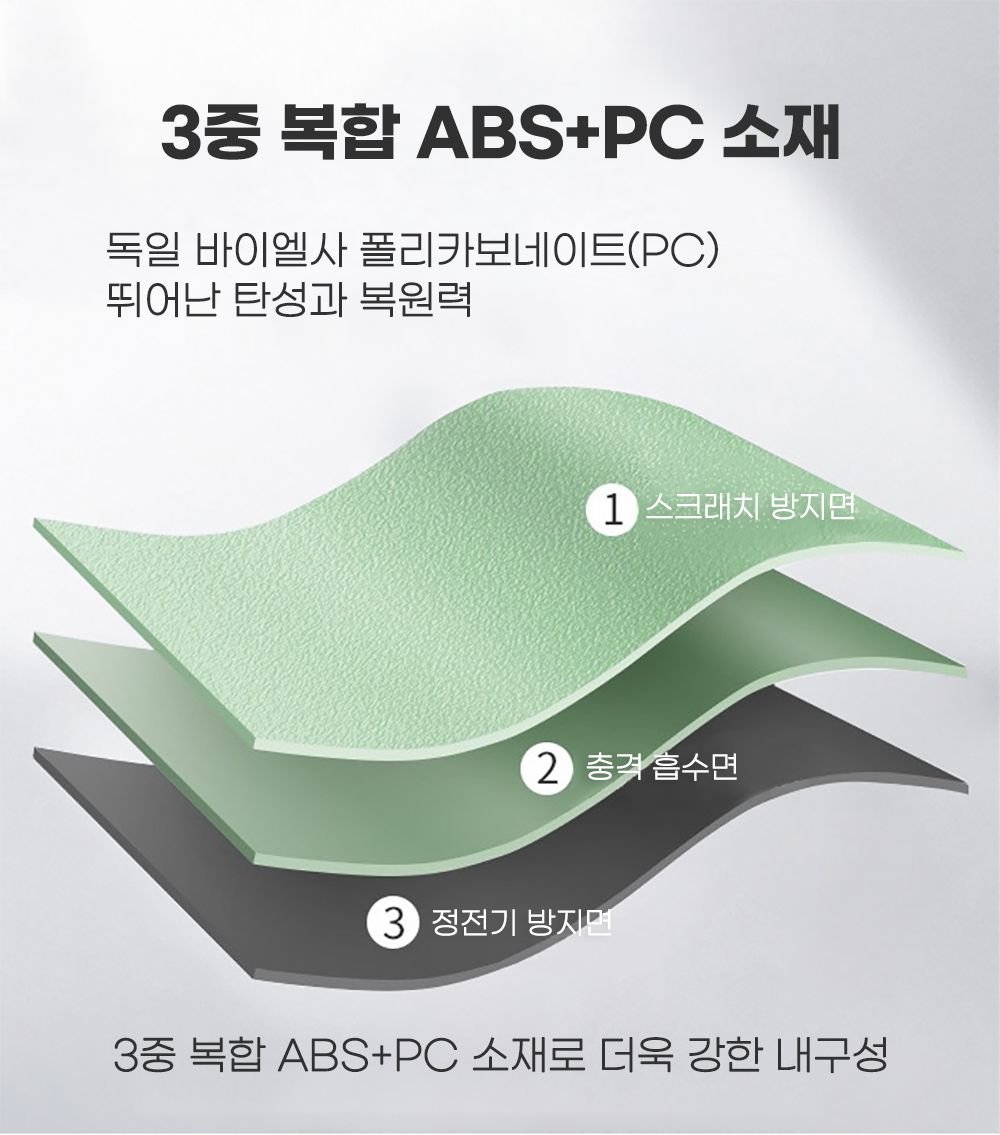 3중 복합 ABS+PC 소재
독일 바이엘사 폴리카보네이트(PC)
뛰어난 탄성과 복원력
1 스크래치 방지면
2 충격 흡수면
3 정전기 방지면
3중 복합 ABS+PC 소재로 더욱 강한 내구성